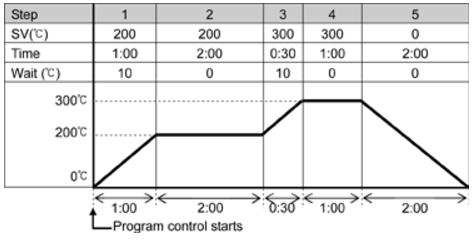 Step 1 2 3 4 5
SV(℃) 200 200 300 300 0
Time 1:00 2:00 0:30 1:00 2:00
Wait (℃) 10 0 10 0 0
300℃
200℃
0℃
1:00 2:00 0:30 1:00 2:00
Program control starts